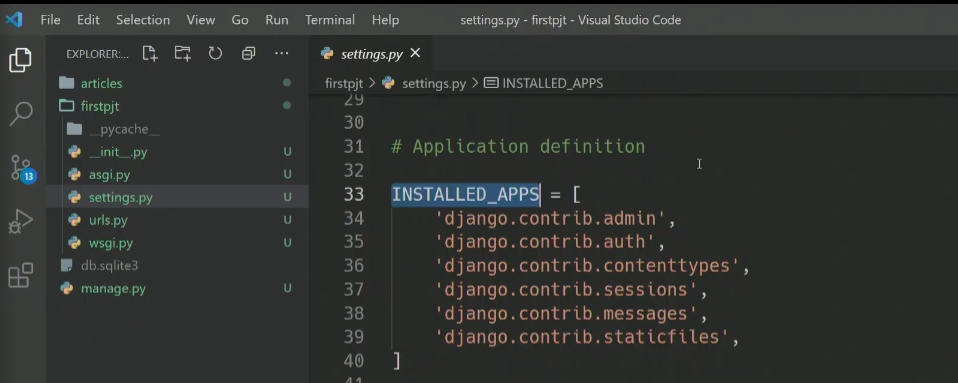 File Edit Selection View Go Run Terminal Help settings.py - firstpjt - Visual Studio Code
EXPLORER:...
settings.py
articles
firstpjt
__pycache__
__init__.py U
asgi.py U
settings.py U
urls.py U
wsgi.py U
db.sqlite3
manage.py U
13
firstpjt > settings.py > INSTALLED_APPS
29
30
31 # Application definition
32
33 INSTALLED_APPS = [
34 'django.contrib.admin',
35 'django.contrib.auth',
36 'django.contrib.contenttypes',
37 'django.contrib.sessions',
38 'django.contrib.messages',
39 'django.contrib.staticfiles',
40 ]
41